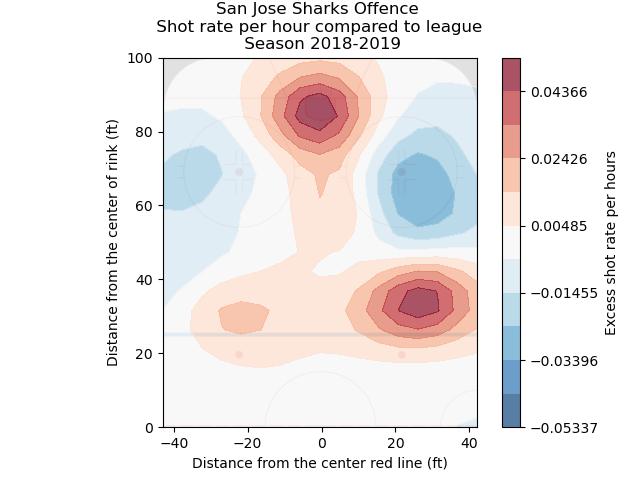 San Jose Sharks Offence
Shot rate per hour compared to league
Season 2018-2019
100
80
60
40
20
0
−40
−20
0
20
40
Distance from the center of rink (ft)
Distance from the center red line (ft)
0.04366
0.02426
0.00485
−0.01455
−0.03396
−0.05337
Excess shot rate per hours